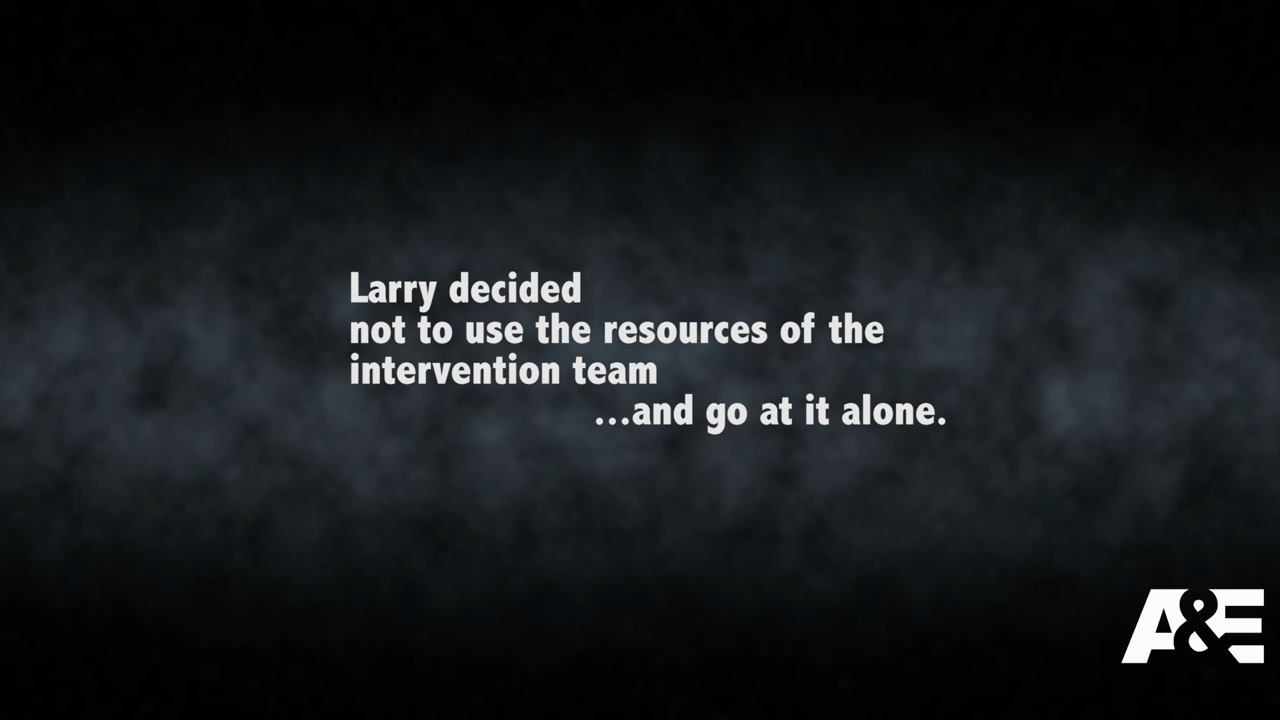 Larry decided
not to use the resources of the
intervention team
...and go at it alone.
A&E